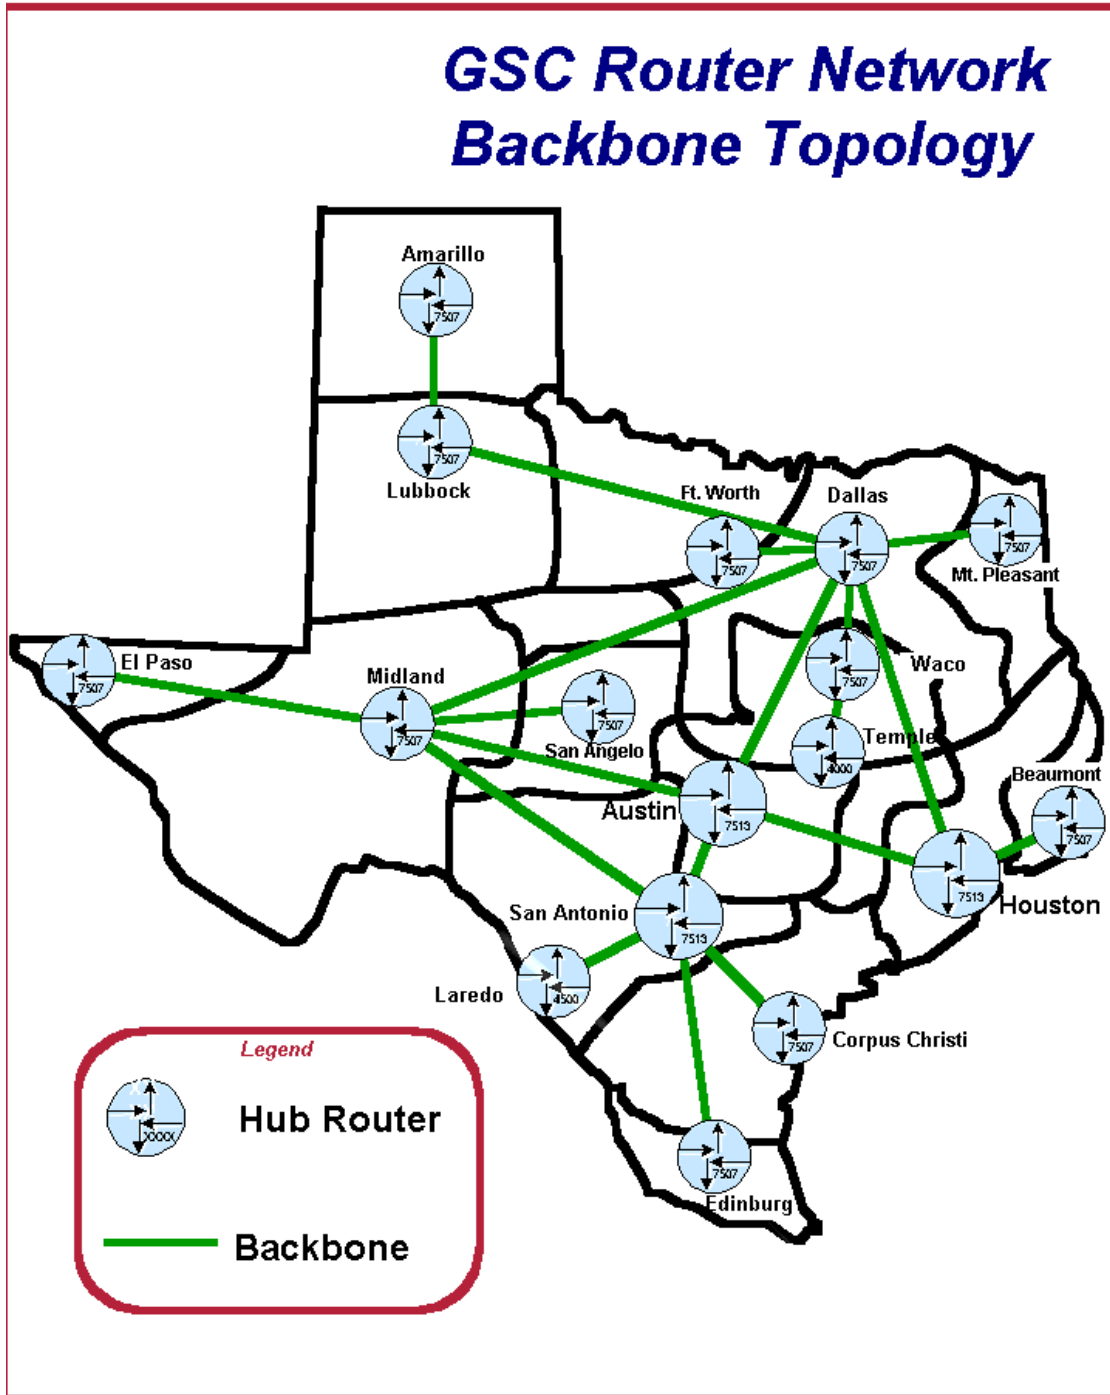 GSC Router Network
Backbone Topology
Amarillo
7507
7507
Lubbock
Ft. Worth
7507
Dallas
7507
7507
Mt. Pleasant
El Paso
7507
Midland
7507
7507
San Angelo
Waco
7507
Temple
4000
Austin
7513
Beaumont
7507
7513
Houston
San Antonio
7513
Laredo
4500
7507
Corpus Christi
7507
Edinburg
Legend
XXXX
Hub Router
Backbone